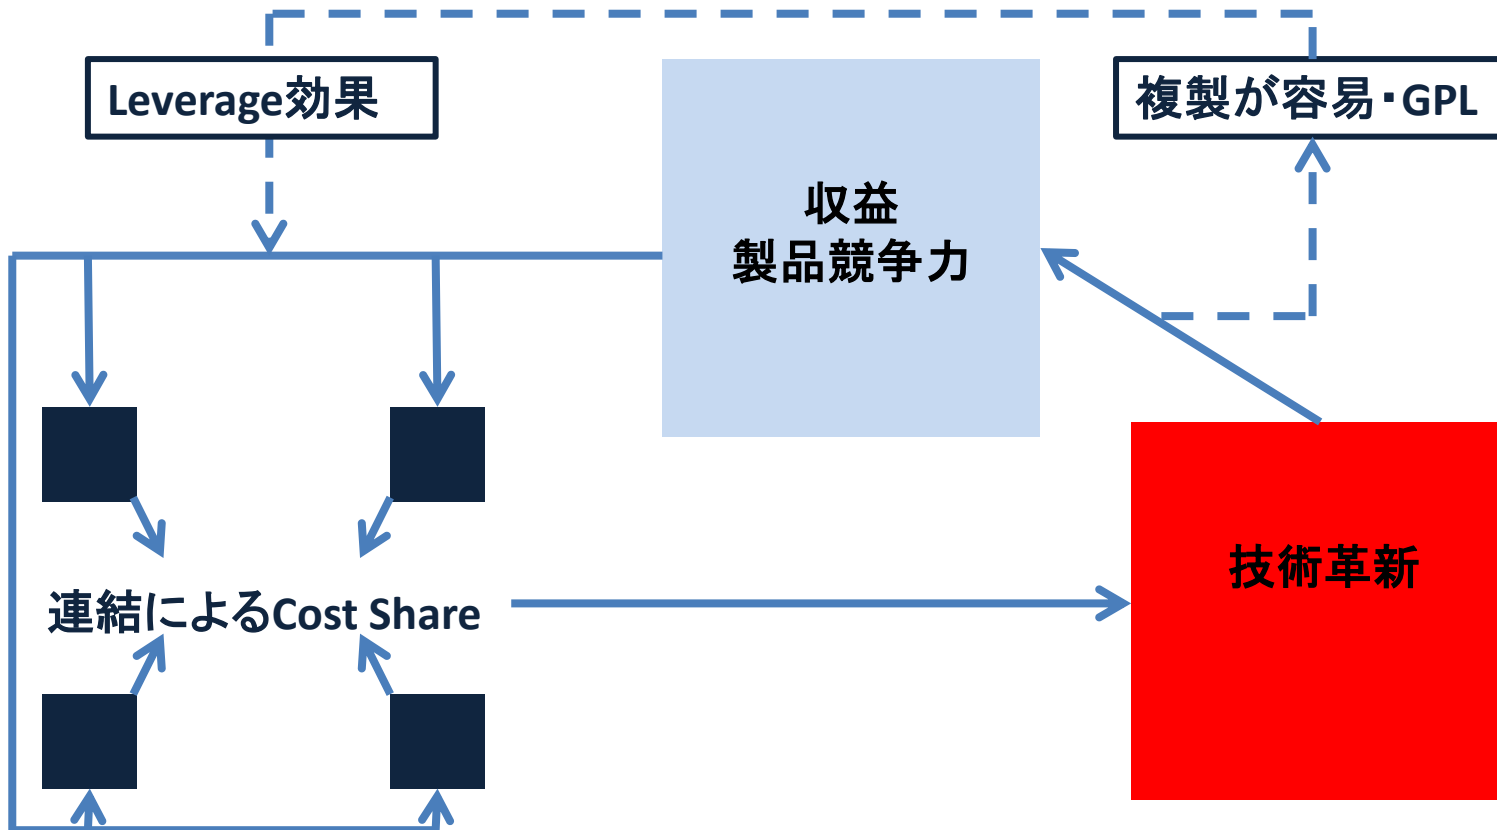 Leverage効果
複製が容易・GPL
収益
製品競争力
技術革新
連結によるCost Share